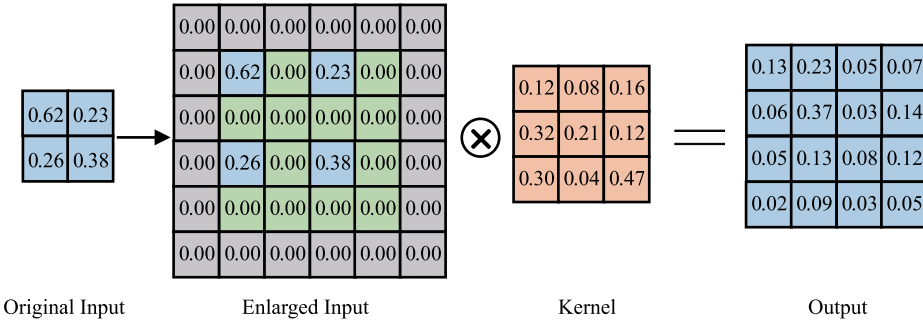 0.00 0.00 0.00 0.00 0.00 0.00
0.00 0.62 0.00 0.23 0.00 0.00
0.00 0.00 0.00 0.00 0.00 0.00
0.00 0.26 0.00 0.38 0.00 0.00
0.00 0.00 0.00 0.00 0.00 0.00
0.00 0.00 0.00 0.00 0.00 0.00
0.62 0.23
0.26 0.38
0.12 0.08 0.16
0.32 0.21 0.12
0.30 0.04 0.47
0.13 0.23 0.05 0.07
0.06 0.37 0.03 0.14
0.05 0.13 0.08 0.12
0.02 0.09 0.03 0.05
Original Input
Enlarged Input
Kernel
Output